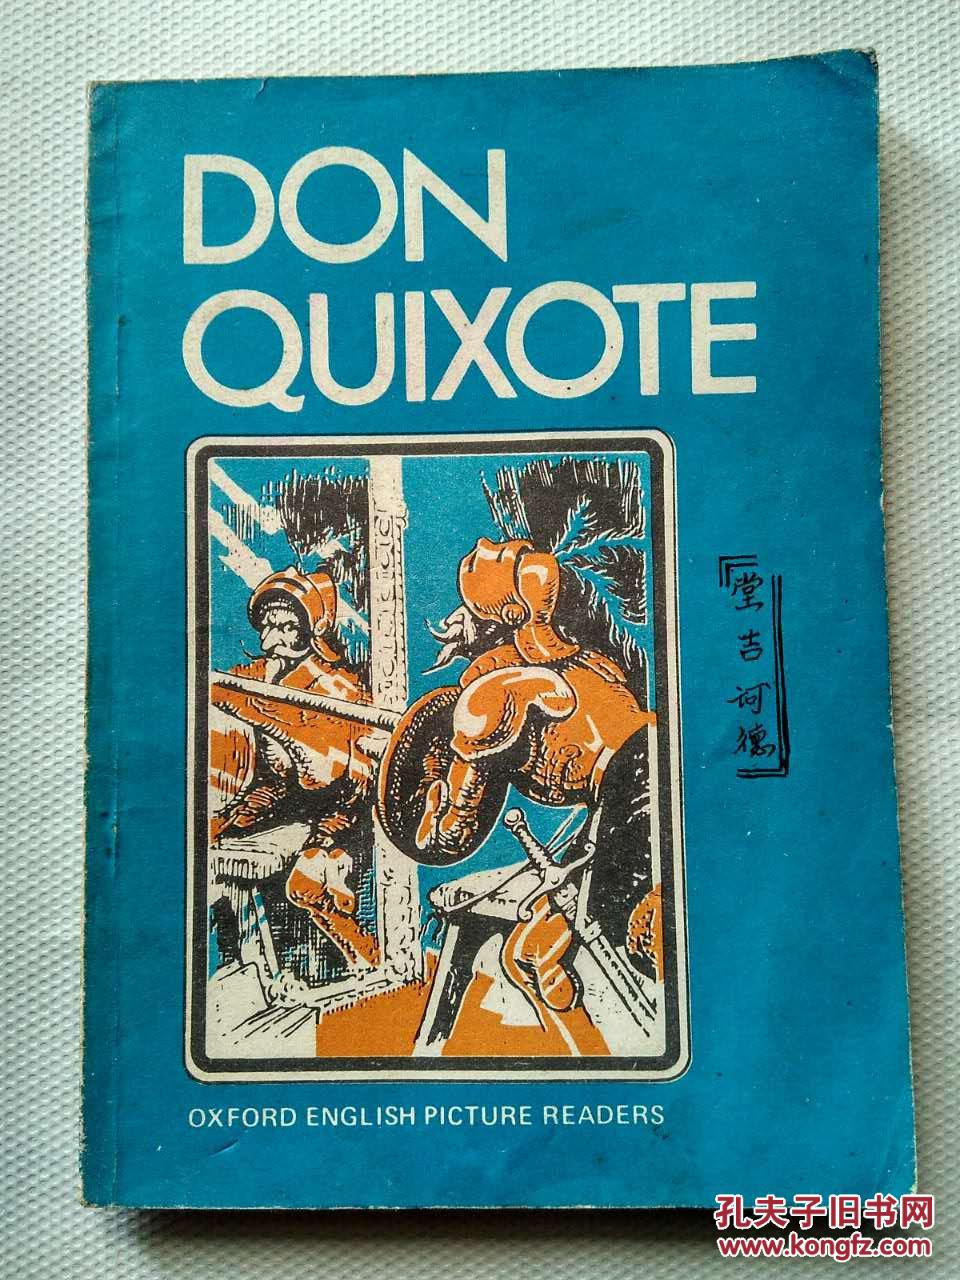 DON
QUIXOTE
『堂吉诃德』
OXFORD ENGLISH PICTURE READERS
孔夫子旧书网
www.kongfz.com